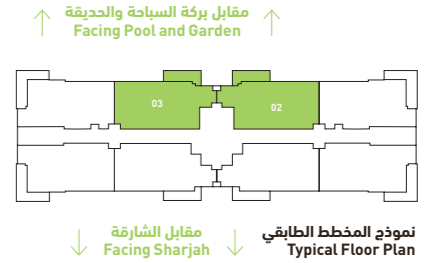 مقابل بركة السباحة والحديقة
Facing Pool and Garden
03
02
مقابل الشارقة
Facing Sharjah
نموذج المخطط الطابقي
Typical Floor Plan